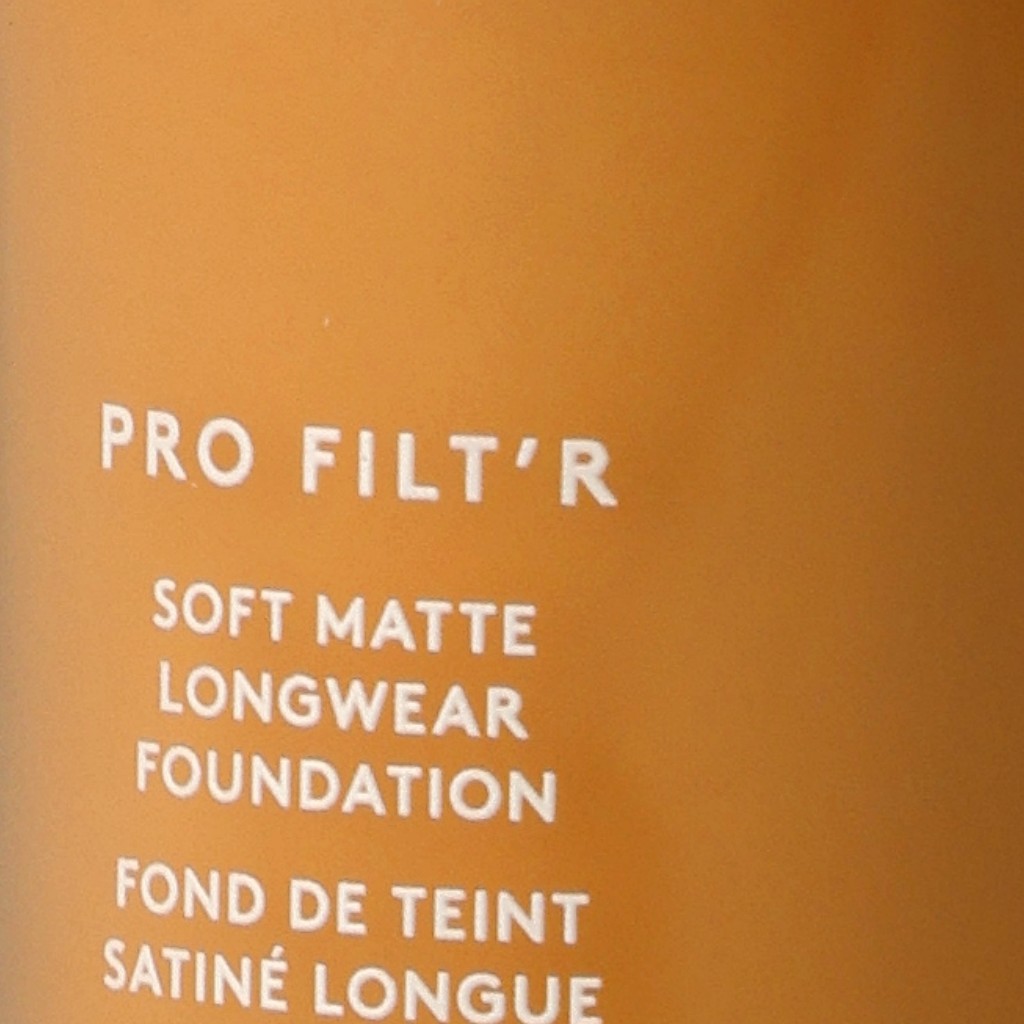 PRO FILT’R
SOFT MATTE
LONGWEAR
FOUNDATION
FOND DE TEINT
SATINÉ LONGUE